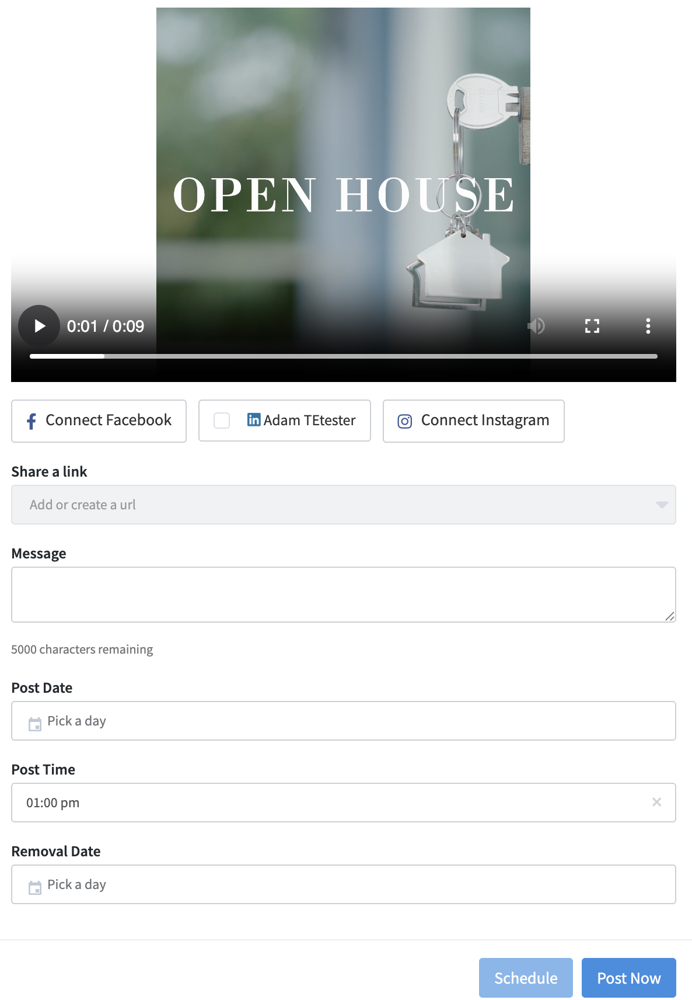 OPEN HOUSE
0:01 / 0:09
Connect Facebook
Adam TEtester
Connect Instagram
Share a link
Add or create a url
Message
5000 characters remaining
Post Date
Pick a day
Post Time
01:00 pm
Removal Date
Pick a day
Schedule
Post Now